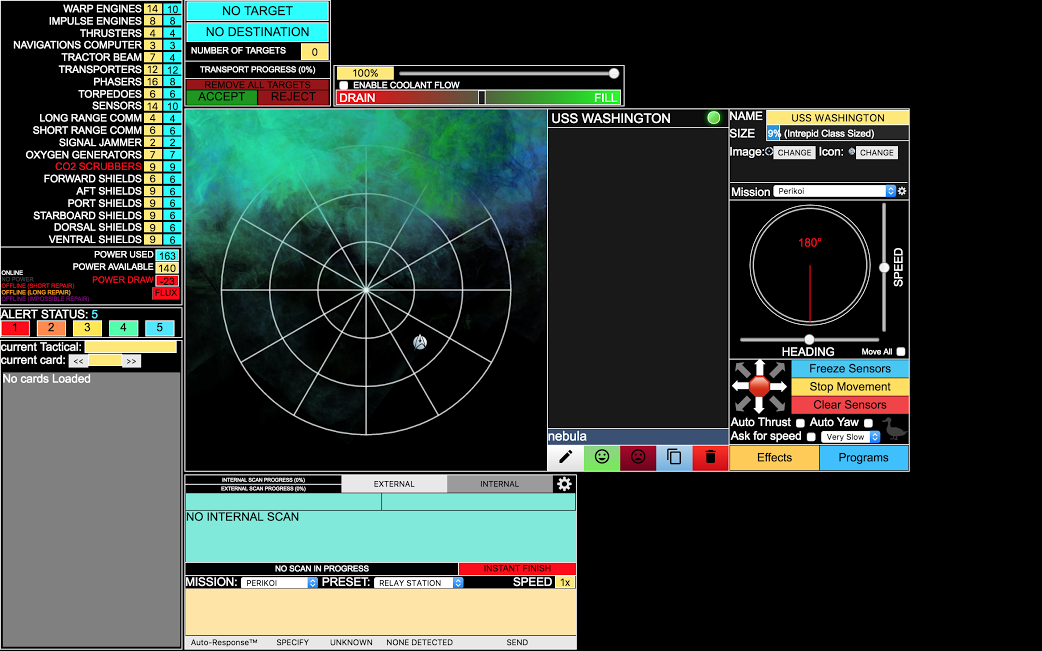 WARP ENGINES 14 10
IMPULSE ENGINES 8 8
THRUSTERS 4 4
NAVIGATIONS COMPUTER 3 3
TRACTOR BEAM 7 4
TRANSPORTERS 12 12
PHASERS 16 8
TORPEDOES 6 6
SENSORS 14 10
LONG RANGE COMM 4 4
SHORT RANGE COMM 6 6
SIGNAL JAMMER 2 2
OXYGEN GENERATORS 7 7
CO2 SCRUBBERS 9 9
FORWARD SHIELDS 6 6
AFT SHIELDS 9 6
PORT SHIELDS 9 6
STARBOARD SHIELDS 9 6
DORSAL SHIELDS 9 6
VENTRAL SHIELDS 9 6
POWER USED 163
POWER AVAILABLE 140
POWER DRAW -23
FLUX
ONLINE
NO POWER
OFFLINE (SHORT REPAIR)
OFFLINE (LONG REPAIR)
OFFLINE (IMPOSSIBLE REPAIR)
ALERT STATUS: 5
1 2 3 4 5
current Tactical:
current card: << >>
No cards Loaded
NO TARGET
NO DESTINATION
NUMBER OF TARGETS 0
TRANSPORT PROGRESS (0%)
REMOVE ALL TARGETS
ACCEPT REJECT
100%
ENABLE COOLANT FLOW
DRAIN FILL
USS WASHINGTON
nebula
NAME USS WASHINGTON
SIZE 9% (Intrepid Class Sized)
Image: CHANGE Icon: CHANGE
Mission Perikoi
180°
SPEED
HEADING Move All
Freeze Sensors
Stop Movement
Clear Sensors
Auto Thrust Auto Yaw
Ask for speed Very Slow
Effects Programs
INTERNAL SCAN PROGRESS (0%)
EXTERNAL SCAN PROGRESS (0%)
EXTERNAL INTERNAL
NO INTERNAL SCAN
NO SCAN IN PROGRESS INSTANT FINISH
MISSION: PERIKOI PRESET: RELAY STATION SPEED 1x
Auto-Response™ SPECIFY UNKNOWN NONE DETECTED SEND